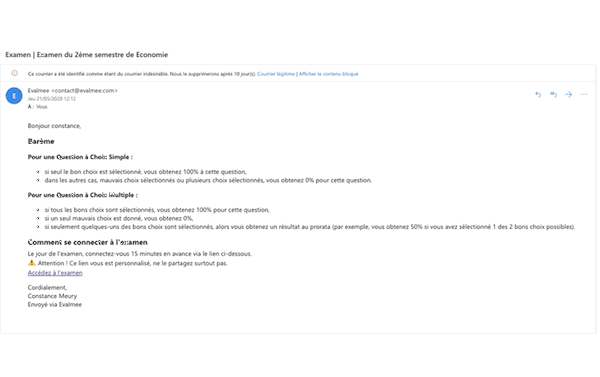 Examen | Examen du 2ème semestre de Economie
Ce courrier a été identifié comme étant du courrier indésirable. Nous le supprimerons après 10 jour(s). Courrier légitime | Afficher le contenu bloqué
E
Evalmee <contact@evalmee.com>
Jeu 21/05/2020 12:12
À : Vous
Bonjour constance,
Barème
Pour une Question à Choix Simple :
• si seul le bon choix est sélectionné, vous obtenez 100% à cette question,
• dans les autres cas, mauvais choix sélectionnés ou plusieurs choix sélectionnés, vous obtenez 0% pour cette question.
Pour une Question à Choix Multiple :
• si tous les bons choix sont sélectionnés, vous obtenez 100% pour cette question,
• si un seul mauvais choix est donné, vous obtenez 0%,
• si seulement quelques-uns des bons choix sont sélectionnés, alors vous obtenez un résultat au prorata (par exemple, vous obtenez 50% si vous avez sélectionné 1 des 2 bons choix possibles).
Comment se connecter à l'examen
Le jour de l'examen, connectez-vous 15 minutes en avance via le lien ci-dessous.
⚠ Attention ! Ce lien vous est personnalisé, ne le partagez surtout pas.
Accédez à l'examen
Cordialement,
Constance Meury
Envoyé via Evalmee